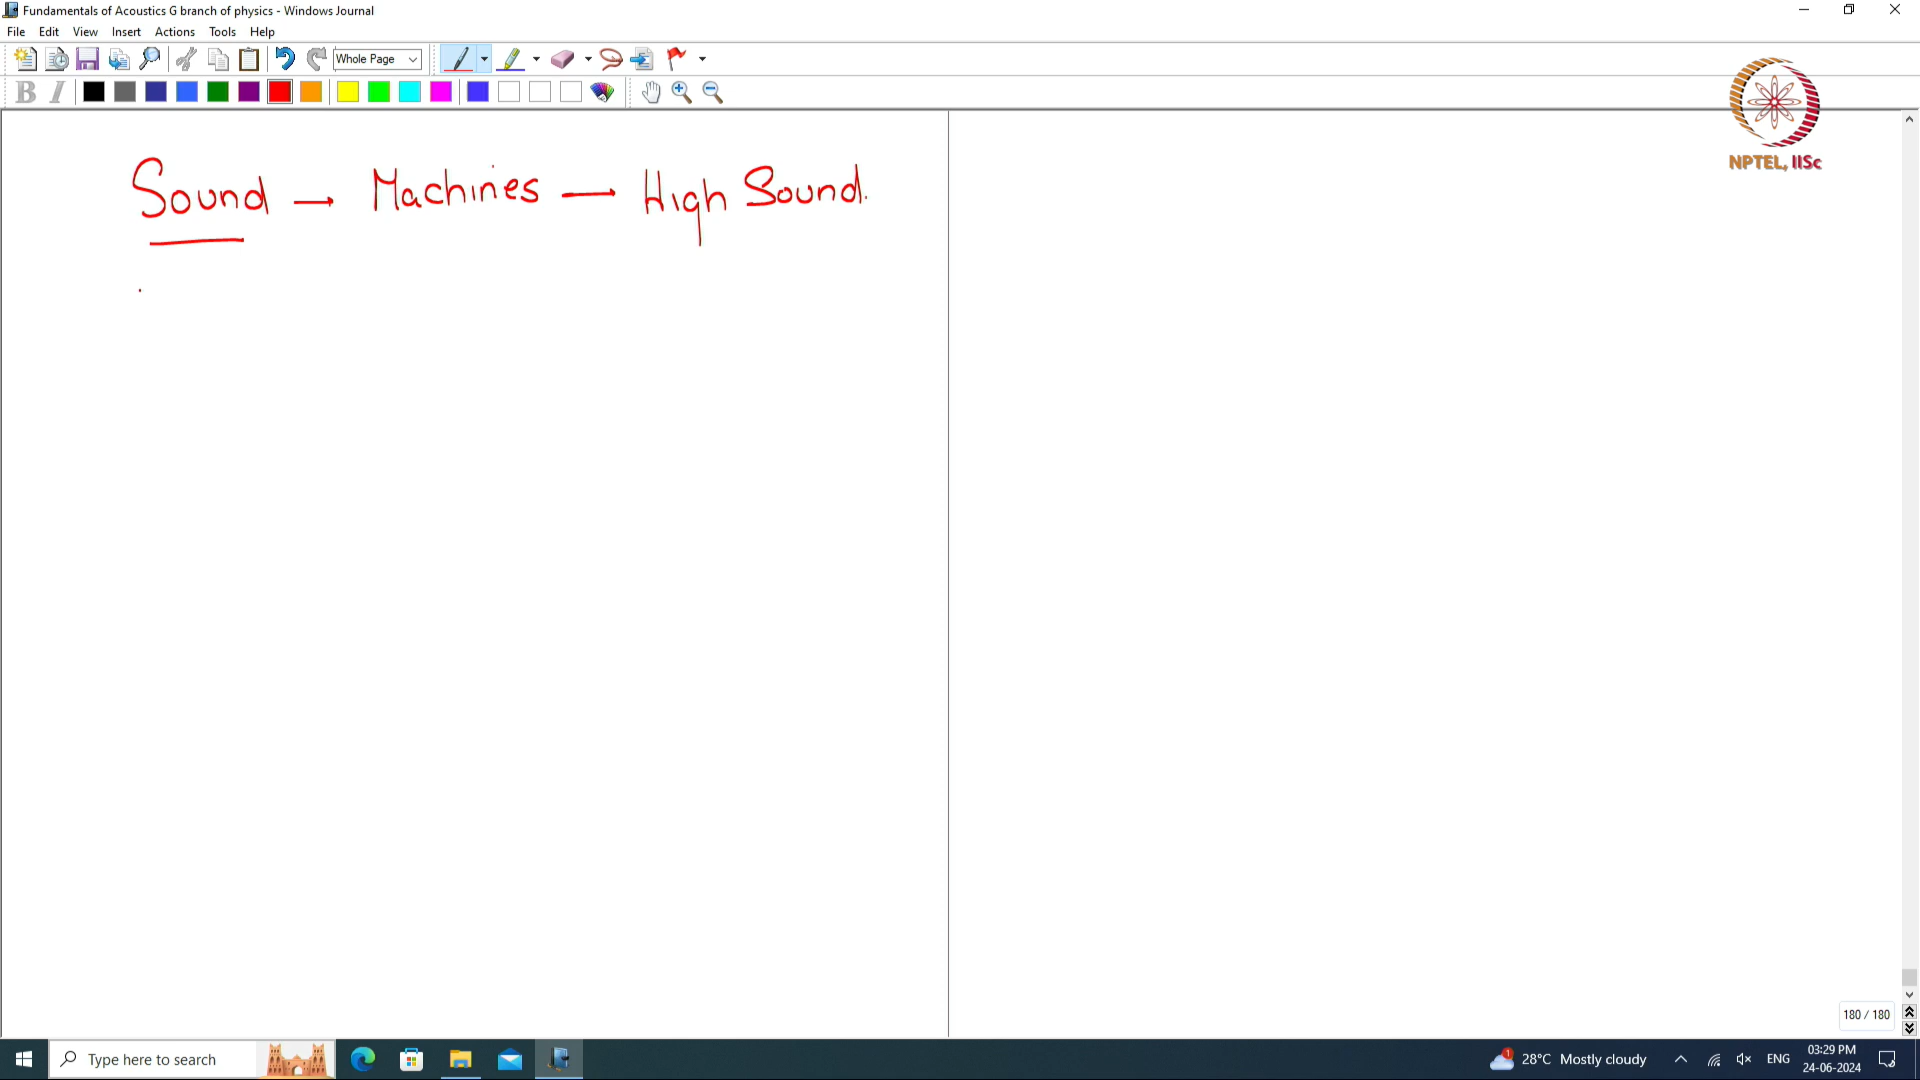 Fundamentals of Acoustics G branch of physics - Windows Journal
File Edit View Insert Actions Tools Help
Whole Page
B I
NPTEL, IISc
Sound → Machines → High Sound.
180 / 180
Type here to search
1
28°C Mostly cloudy
ENG
03:29 PM
24-06-2024